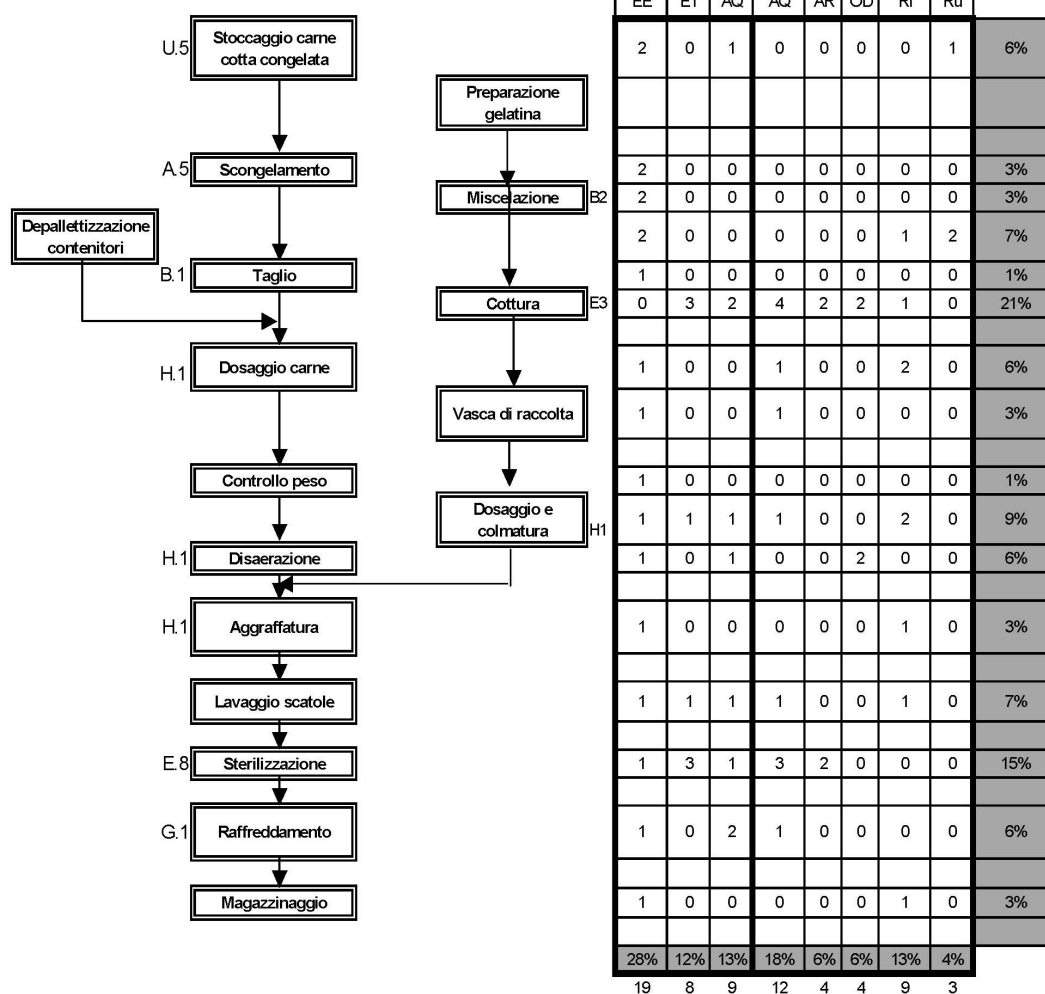 EE ET AQ AQ AR OD Ri Ru
U.5 Stoccaggio carne
cotta congelata
2 0 1 0 0 0 0 1 6%
Preparazione
gelatina
A.5 Scongelamento
2 0 0 0 0 0 0 0 3%
Miscelazione B2
2 0 0 0 0 0 0 0 3%
Depallettizzazione
contenitori
2 0 0 0 0 0 1 2 7%
B.1 Taglio
1 0 0 0 0 0 0 0 1%
Cottura E3
0 3 2 4 2 2 1 0 21%
H.1 Dosaggio carne
1 0 0 1 0 0 2 0 6%
Vasca di raccolta
1 0 0 1 0 0 0 0 3%
Controllo peso
1 0 0 0 0 0 0 0 1%
Dosaggio e
colmatura H1
1 1 1 1 0 0 2 0 9%
H.1 Disaerazione
1 0 1 0 0 2 0 0 6%
H.1 Aggraffatura
1 0 0 0 0 0 1 0 3%
Lavaggio scatole
1 1 1 1 0 0 1 0 7%
E.8 Sterilizzazione
1 3 1 3 2 0 0 0 15%
G.1 Raffreddamento
1 0 2 1 0 0 0 0 6%
Magazzinaggio
1 0 0 0 0 0 1 0 3%
28% 12% 13% 18% 6% 6% 13% 4%
19 8 9 12 4 4 9 3